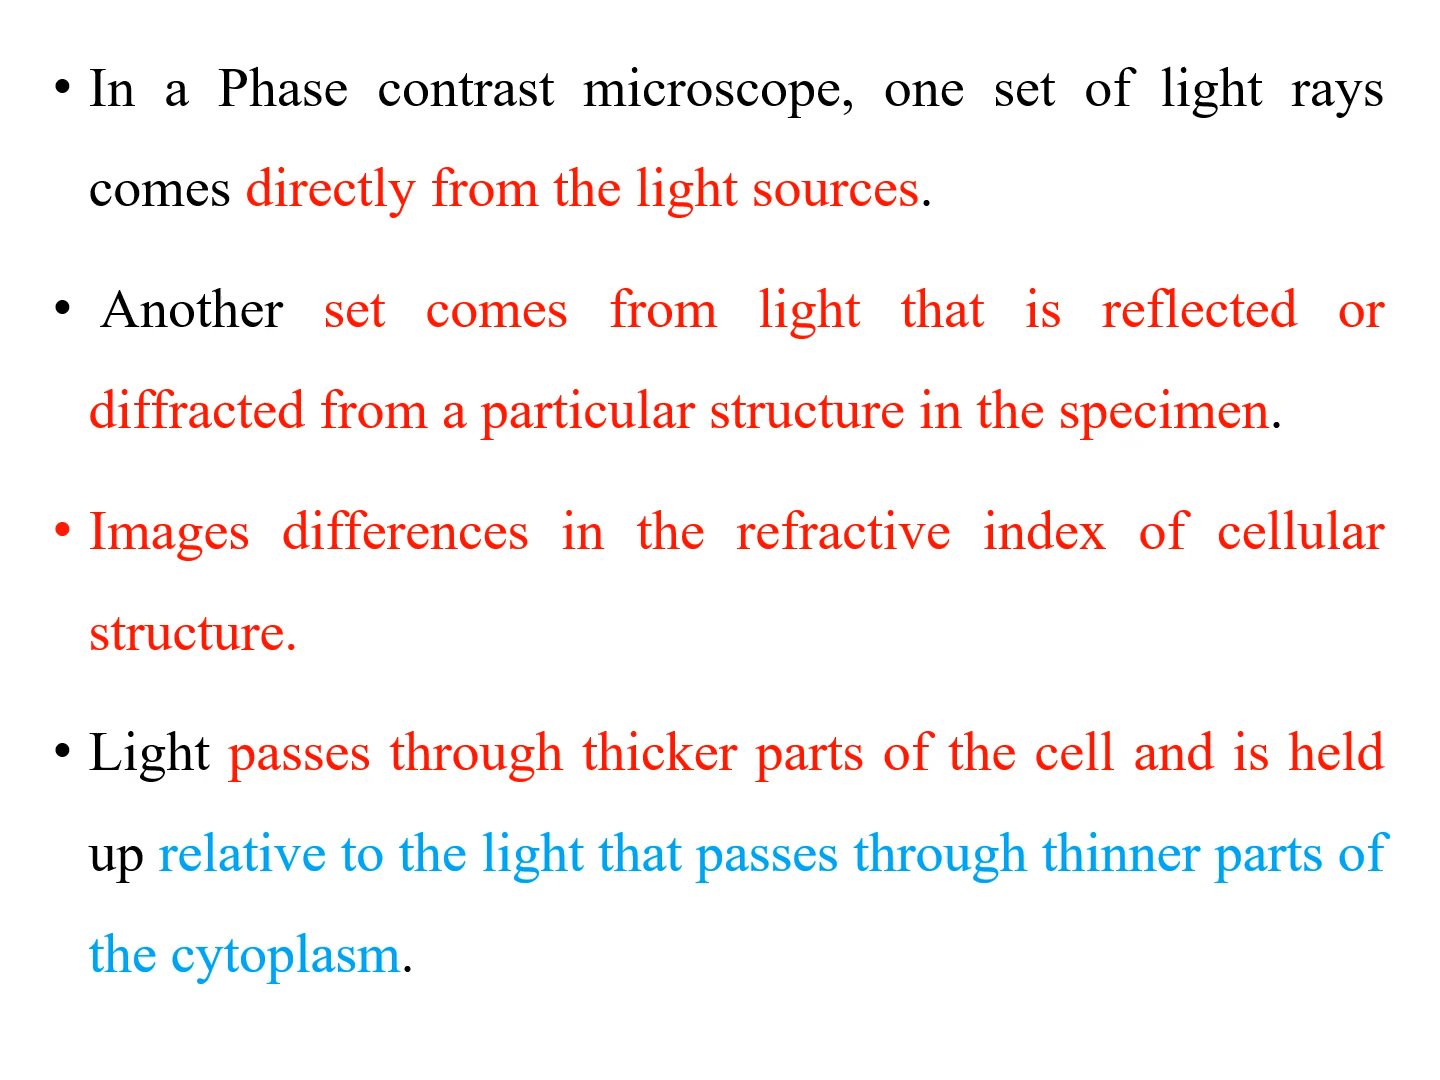 • In a Phase contrast microscope, one set of light rays
comes directly from the light sources.
• Another set comes from light that is reflected or
diffracted from a particular structure in the specimen.
• Images differences in the refractive index of cellular
structure.
• Light passes through thicker parts of the cell and is held
up relative to the light that passes through thinner parts of
the cytoplasm.